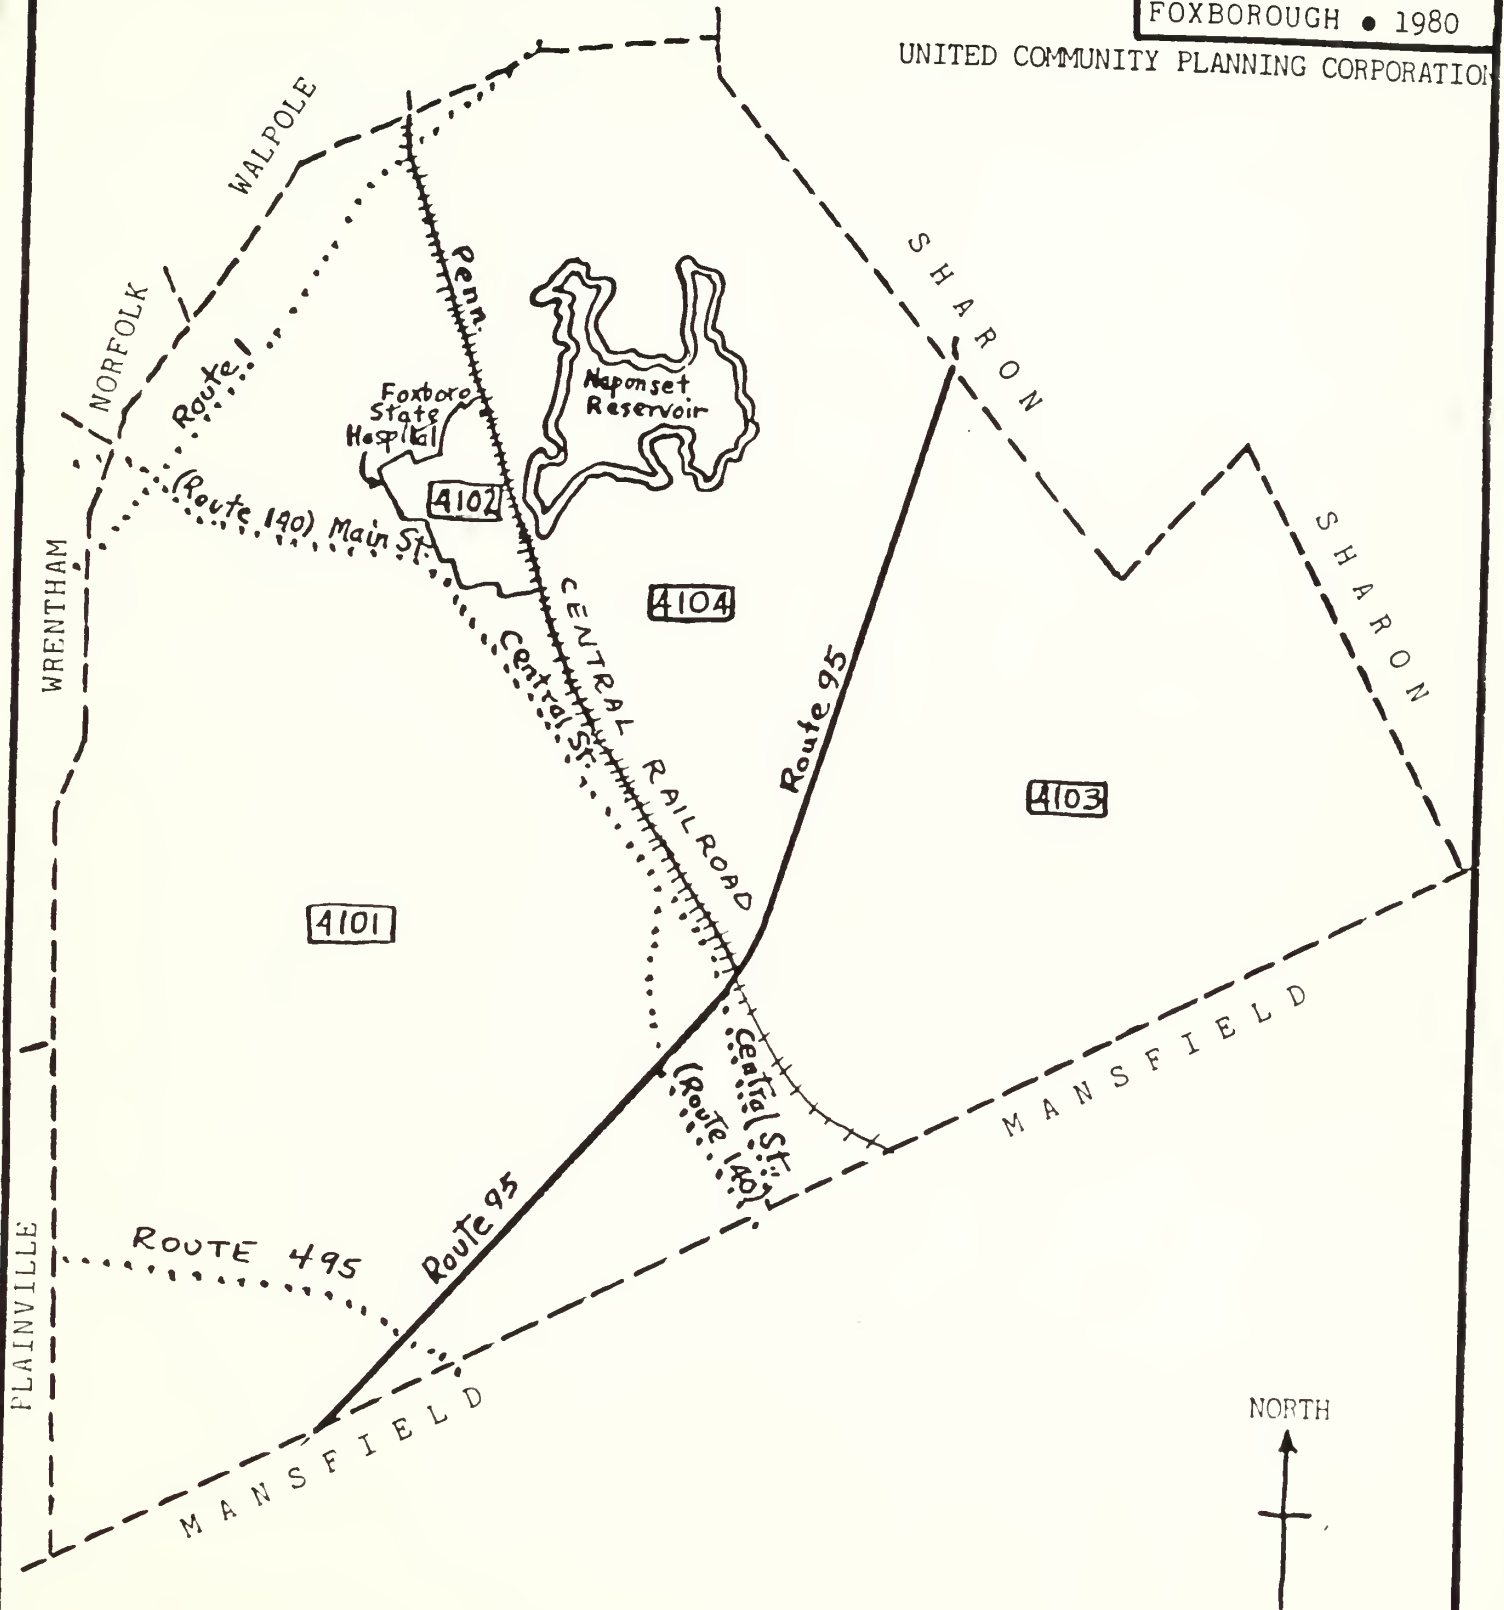 FOXBOROUGH • 1980
UNITED COMMUNITY PLANNING CORPORATION
WALPOLE
NORFOLK
SHARON
Penn.
Route 1
Foxboro
State
Hospital
Neponset
Reservoir
4102
(Route 140) Main St.
WRENTHAM
SHARON
CENTRAL RAILROAD
4104
Central St.
Route 95
4103
4101
MANSFIELD
Central St.
(Route 140)
Route 95
ROUTE 495
PLAINVILLE
MANSFIELD
NORTH